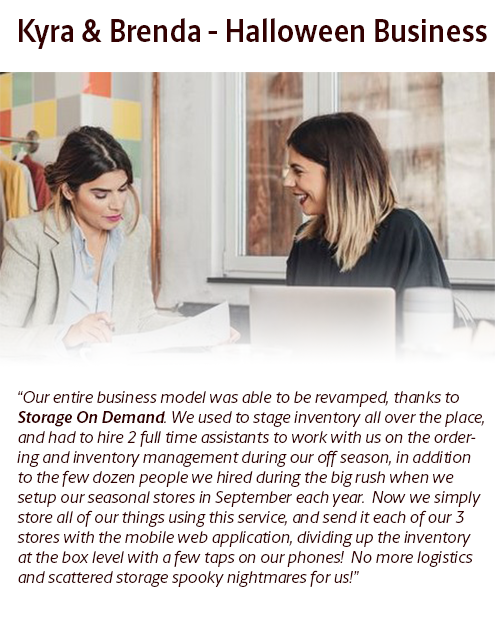 Kyra & Brenda - Halloween Business
“Our entire business model was able to be revamped, thanks to
Storage On Demand. We used to stage inventory all over the place,
and had to hire 2 full time assistants to work with us on the order-
ing and inventory management during our off season, in addition
to the few dozen people we hired during the big rush when we
setup our seasonal stores in September each year.  Now we simply
store all of our things using this service, and send it each of our 3
stores with the mobile web application, dividing up the inventory
at the box level with a few taps on our phones!  No more logistics
and scattered storage spooky nightmares for us!”